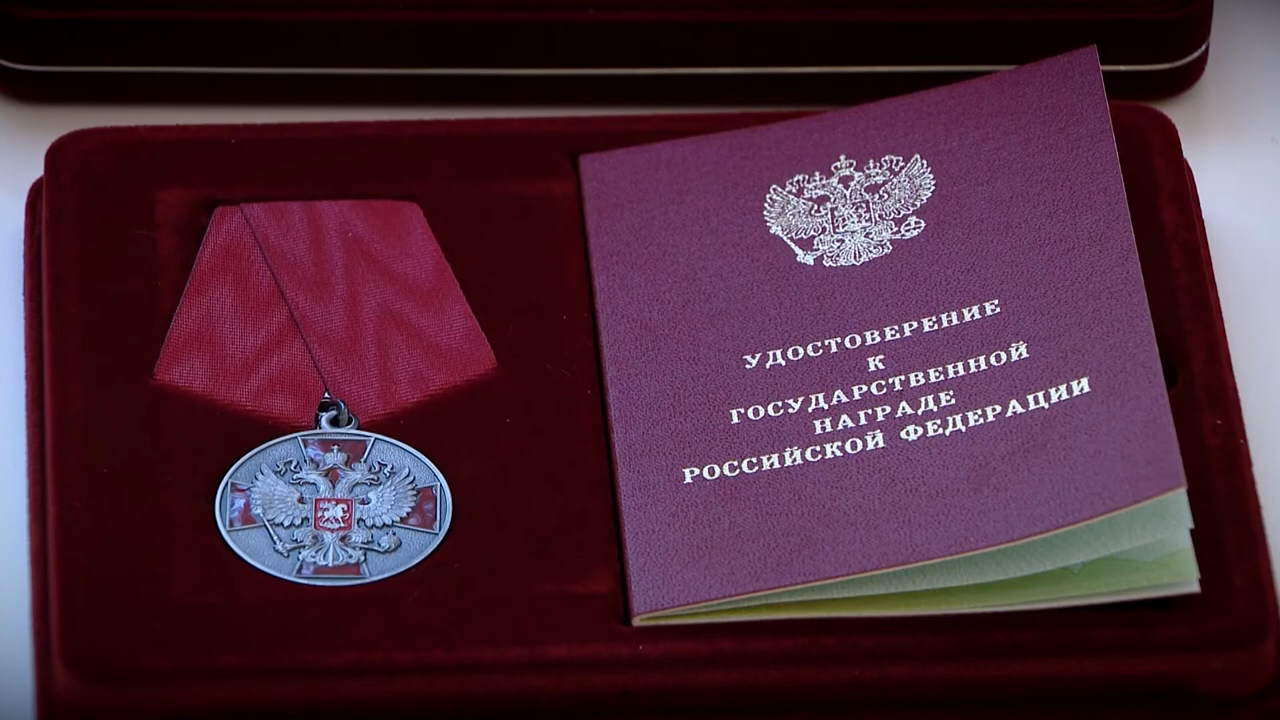 УДОСТОВЕРЕНИЕ
К
ГОСУДАРСТВЕННОЙ
НАГРАДЕ
РОССИЙСКОЙ ФЕДЕРАЦИИ